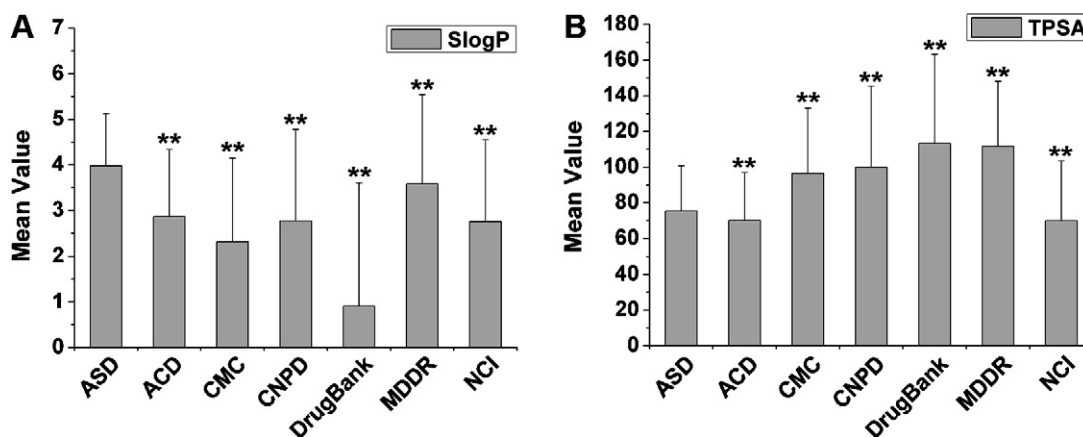 A
SlogP
Mean Value
7
6
5
4
3
2
1
0
**
**
**
**
**
**
ASD
ACD
CMC
CNPD
DrugBank
MDDR
NCI
B
TPSA
Mean Value
180
160
140
120
100
80
60
40
20
0
**
**
**
**
**
**
ASD
ACD
CMC
CNPD
DrugBank
MDDR
NCI